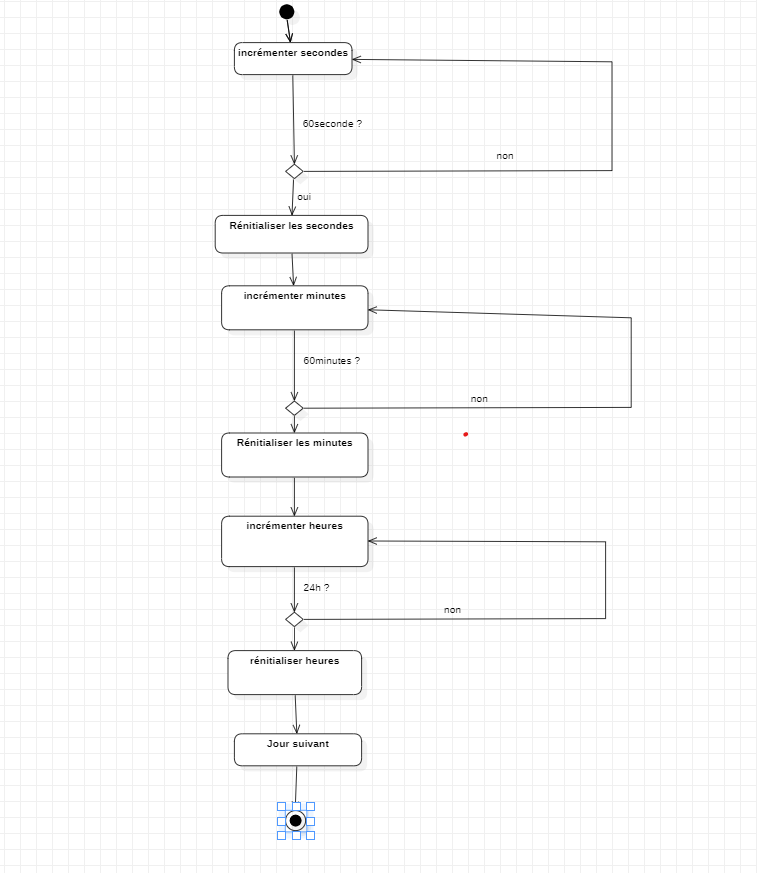 incrémenter secondes
60seconde ?
non
oui
Rénitialiser les secondes
incrémenter minutes
60minutes ?
non
Rénitialiser les minutes
incrémenter heures
24h ?
non
rénitialiser heures
Jour suivant